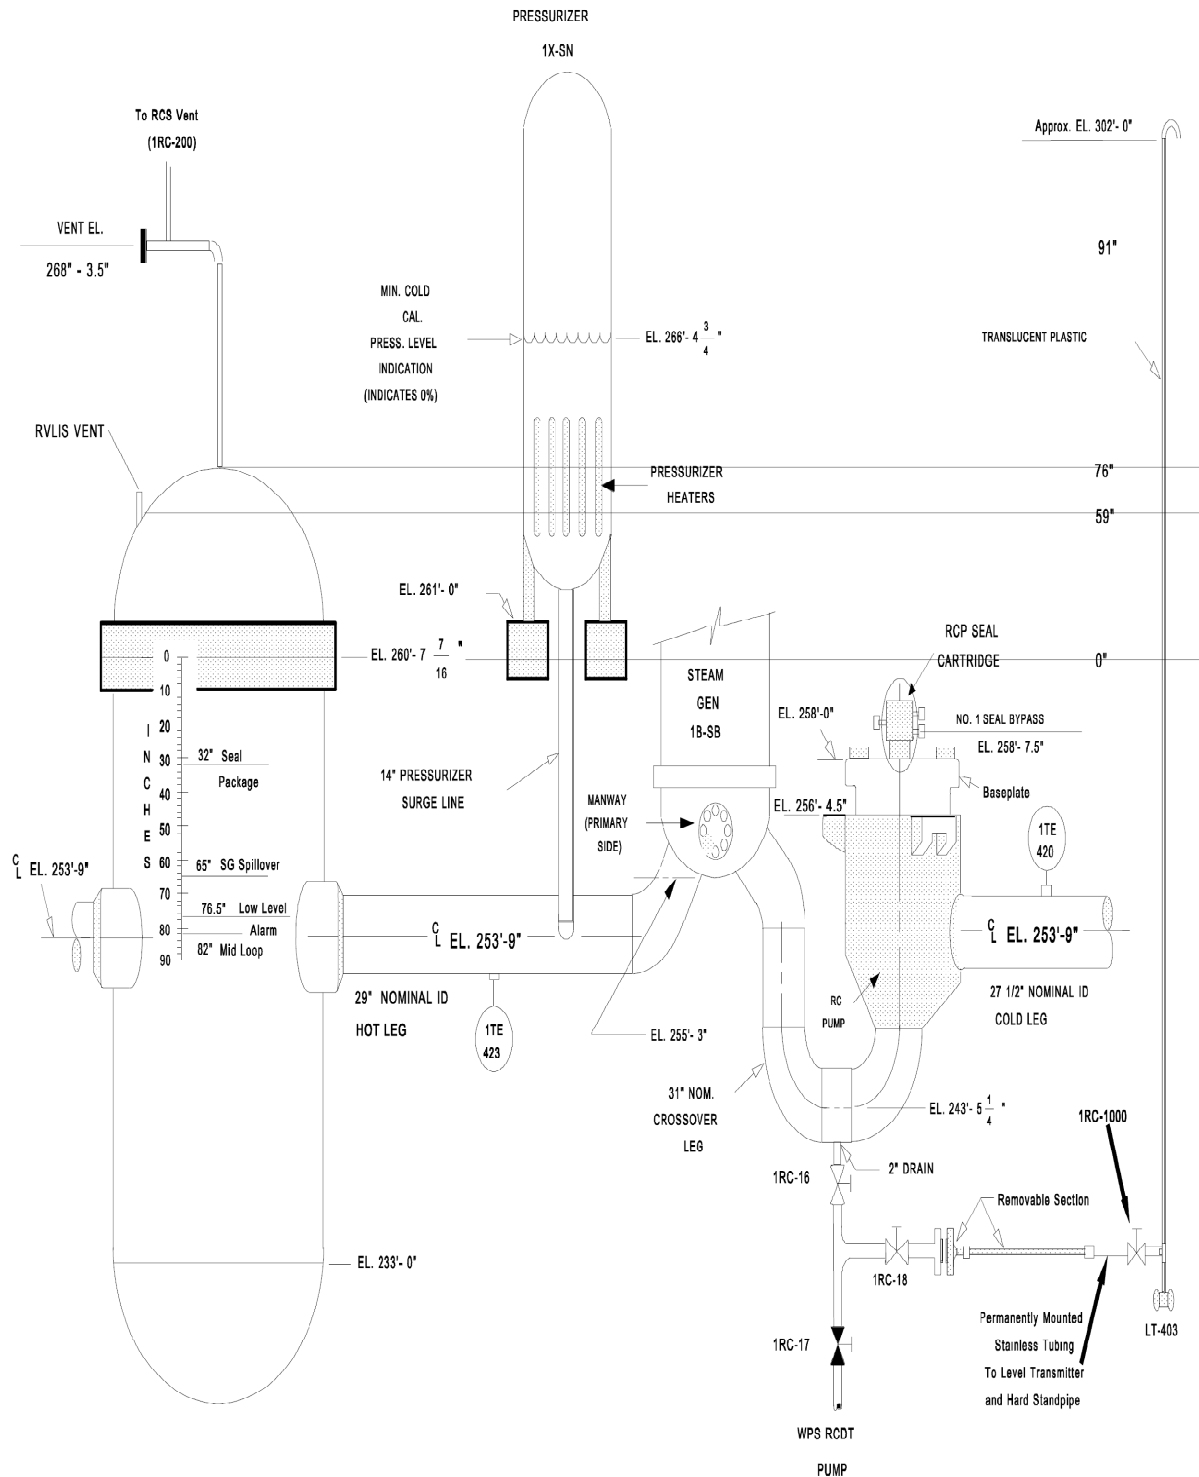 PRESSURIZER
1X-SN
To RCS Vent
(1RC-200)
Approx. EL. 302'- 0"
VENT EL.
268" - 3.5"
91"
MIN. COLD
CAL.
PRESS. LEVEL
INDICATION
(INDICATES 0%)
EL. 266'- 4 3/4 "
TRANSLUCENT PLASTIC
RVLIS VENT
PRESSURIZER
HEATERS
76"
59"
EL. 261'- 0"
EL. 260'- 7 7/16 "
0"
RCP SEAL
CARTRIDGE
STEAM
GEN
1B-SB
EL. 258'-0"
NO. 1 SEAL BYPASS
EL. 258'- 7.5"
Baseplate
INCHES
0
10
20
30
40
50
60
70
80
90
32" Seal
Package
65" SG Spillover
76.5" Low Level
Alarm
82" Mid Loop
14" PRESSURIZER
SURGE LINE
MANWAY
(PRIMARY
SIDE)
EL. 256'- 4.5"
1TE
420
CL EL. 253'-9"
CL EL. 253'-9"
CL EL. 253'-9"
29" NOMINAL ID
HOT LEG
1TE
423
EL. 255'- 3"
RC
PUMP
27 1/2" NOMINAL ID
COLD LEG
31" NOM.
CROSSOVER
LEG
EL. 243'- 5 1/4 "
1RC-1000
2" DRAIN
1RC-16
Removable Section
EL. 233'- 0"
1RC-18
Permanently Mounted
Stainless Tubing
To Level Transmitter
and Hard Standpipe
LT-403
1RC-17
WPS RCDT
PUMP